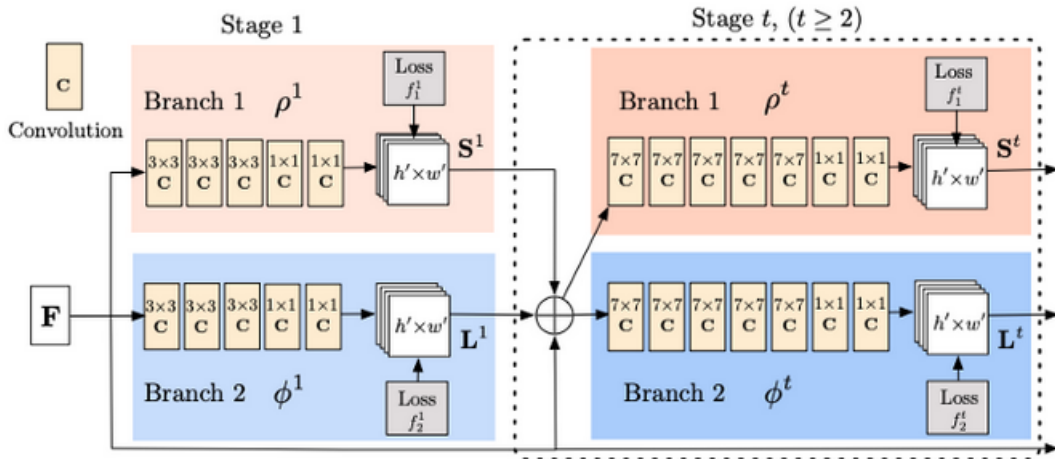 Stage 1
Stage t, (t ≥ 2)
C
Convolution
Branch 1 ρ¹
Loss
f₁¹
3×3 3×3 3×3 1×1 1×1
C C C C C
h′×w′
S¹
Branch 1 ρᵗ
Loss
f₁ᵗ
7×7 7×7 7×7 7×7 7×7 1×1 1×1
C C C C C C C
h′×w′
Sᵗ
F
3×3 3×3 3×3 1×1 1×1
C C C C C
h′×w′
L¹
Branch 2 ϕ¹
Loss
f₂¹
7×7 7×7 7×7 7×7 7×7 1×1 1×1
C C C C C C C
h′×w′
Lᵗ
Branch 2 ϕᵗ
Loss
f₂ᵗ